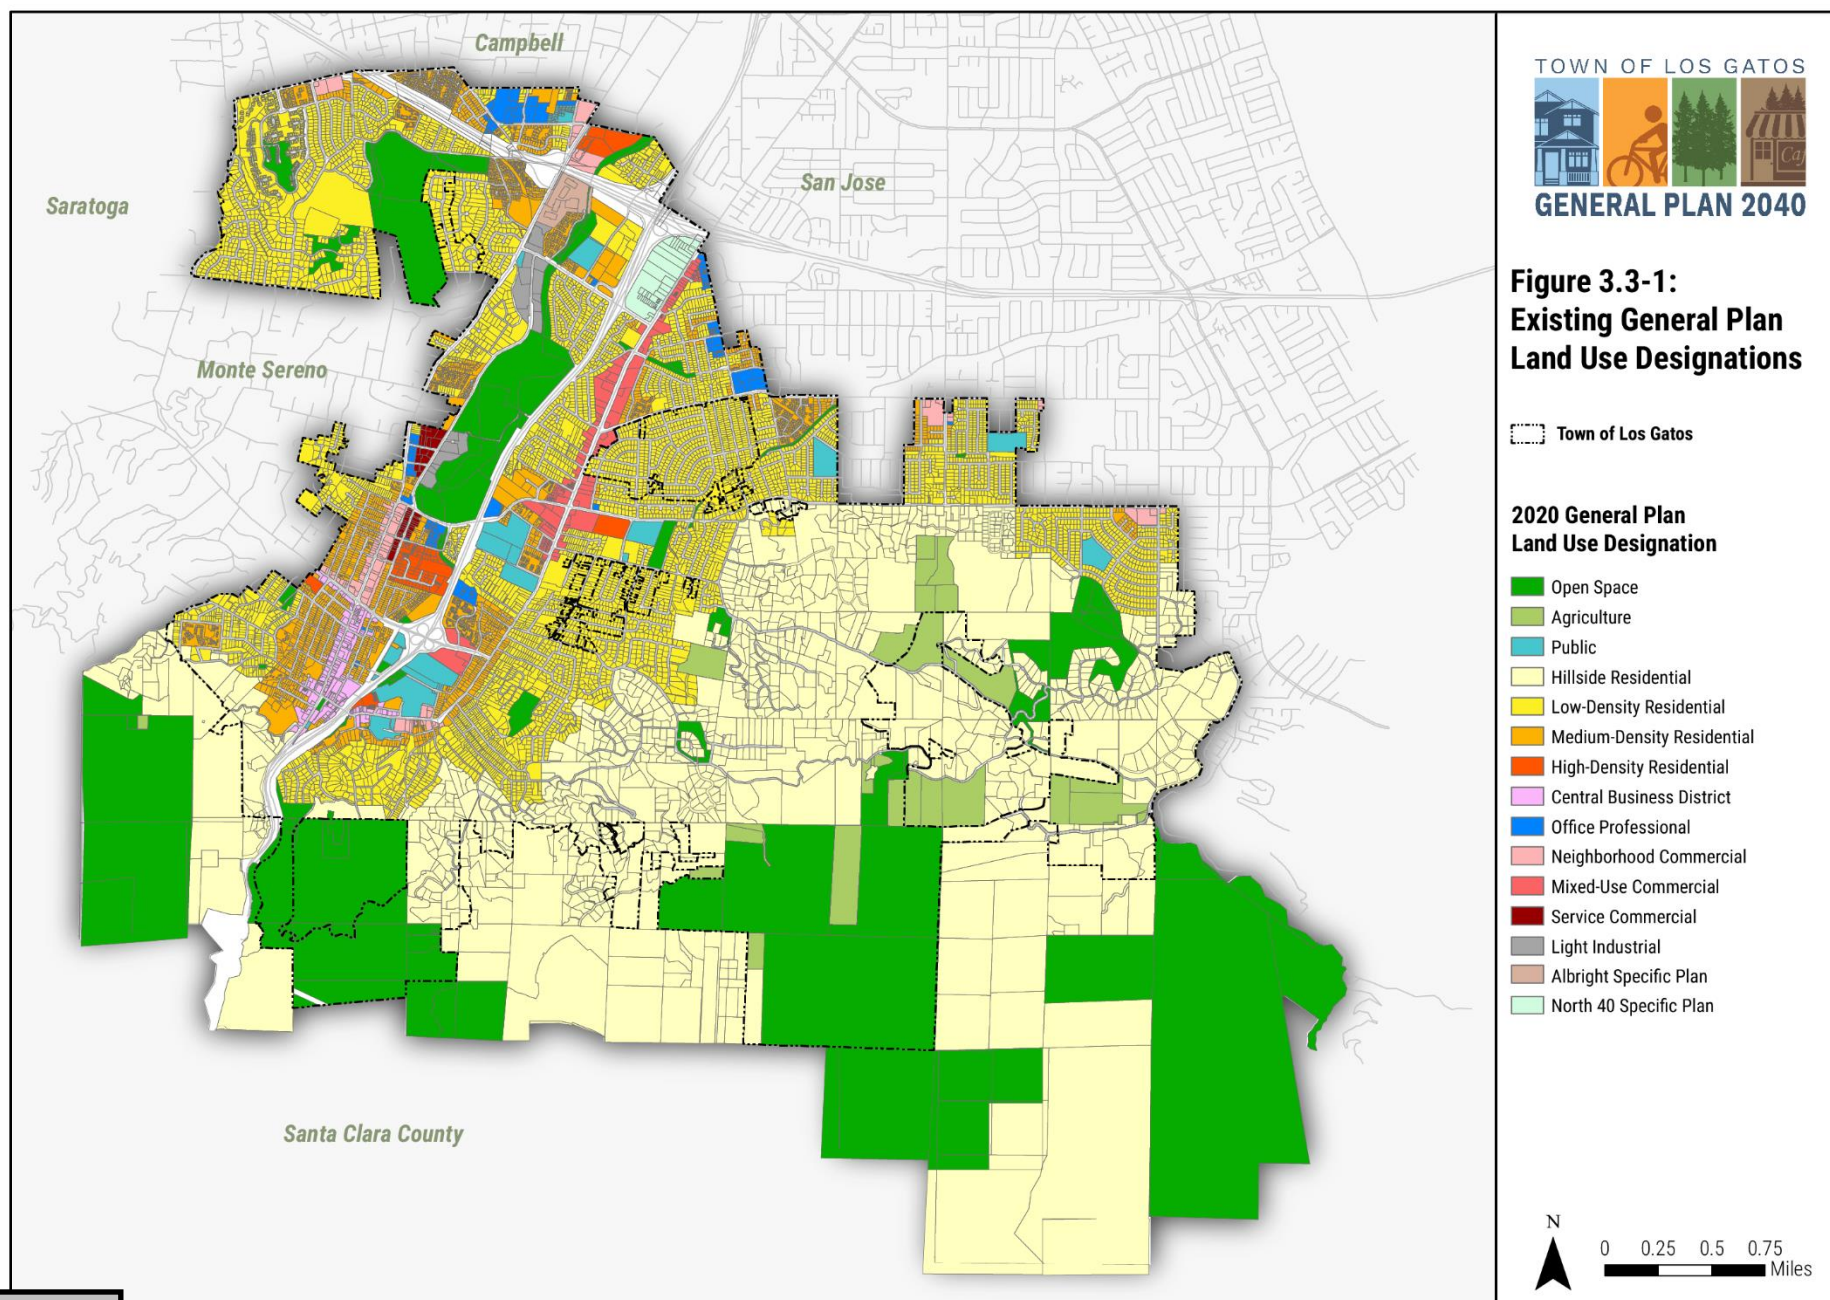 Campbell
San Jose
Saratoga
Monte Sereno
Santa Clara County
TOWN OF LOS GATOS
Caf
GENERAL PLAN 2040
Figure 3.3-1:
Existing General Plan
Land Use Designations
Town of Los Gatos
2020 General Plan
Land Use Designation
Open Space
Agriculture
Public
Hillside Residential
Low-Density Residential
Medium-Density Residential
High-Density Residential
Central Business District
Office Professional
Neighborhood Commercial
Mixed-Use Commercial
Service Commercial
Light Industrial
Albright Specific Plan
North 40 Specific Plan
N
0 0.25 0.5 0.75
Miles